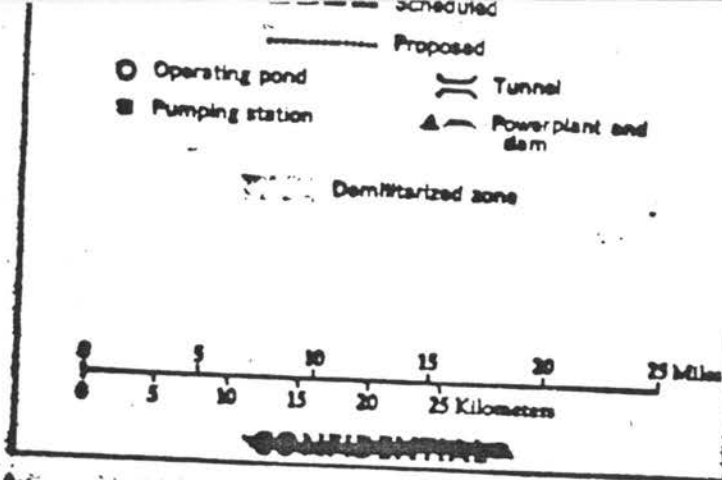 Scheduled
Proposed
Operating pond
Tunnel
Pumping station
Powerplant and
dam
Demilitarized zone
0 5 10 15 20 25 Miles
0 5 10 15 20 25 Kilometers
CONFIDENTIAL